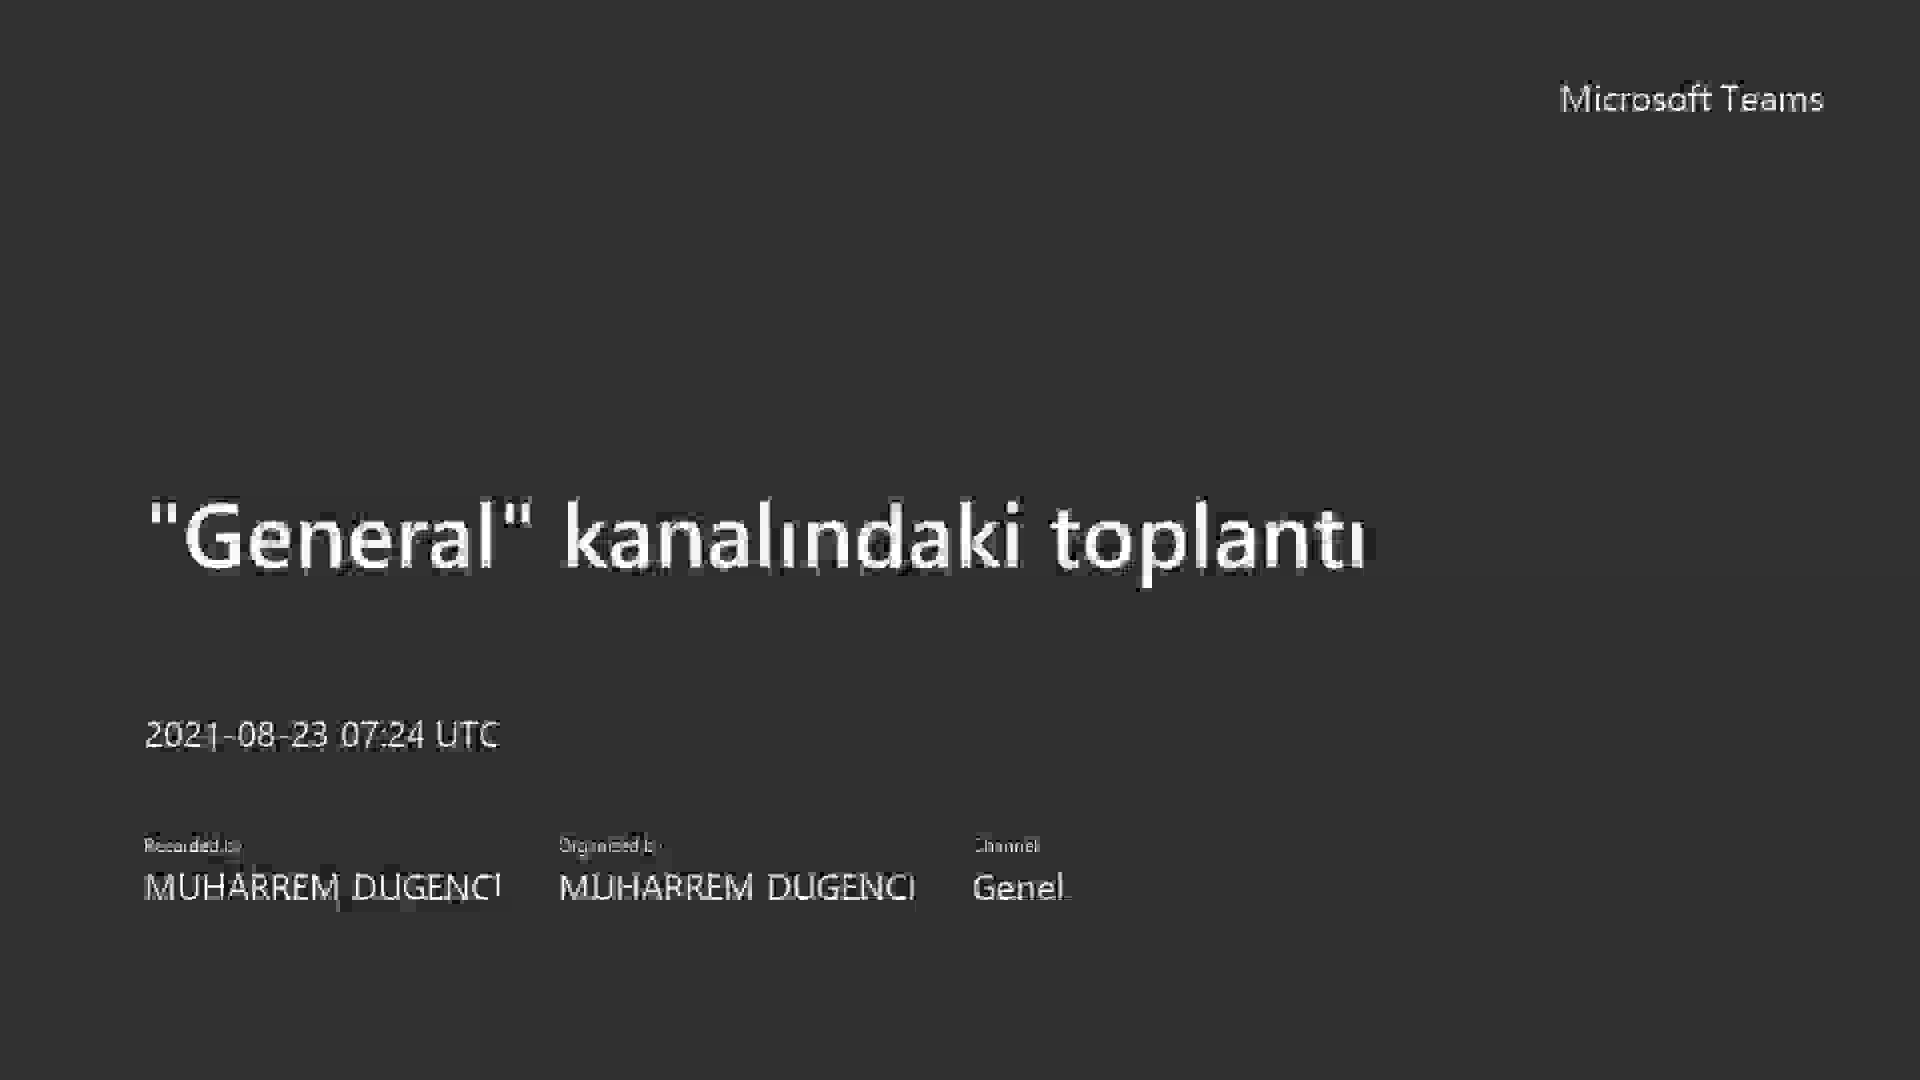 Microsoft Teams
"General" kanalındaki toplantı
2021-08-23 07:24 UTC
Recorded by Organized by Channel
MUHARREM DUGENCI MUHARREM DUGENCI Genel